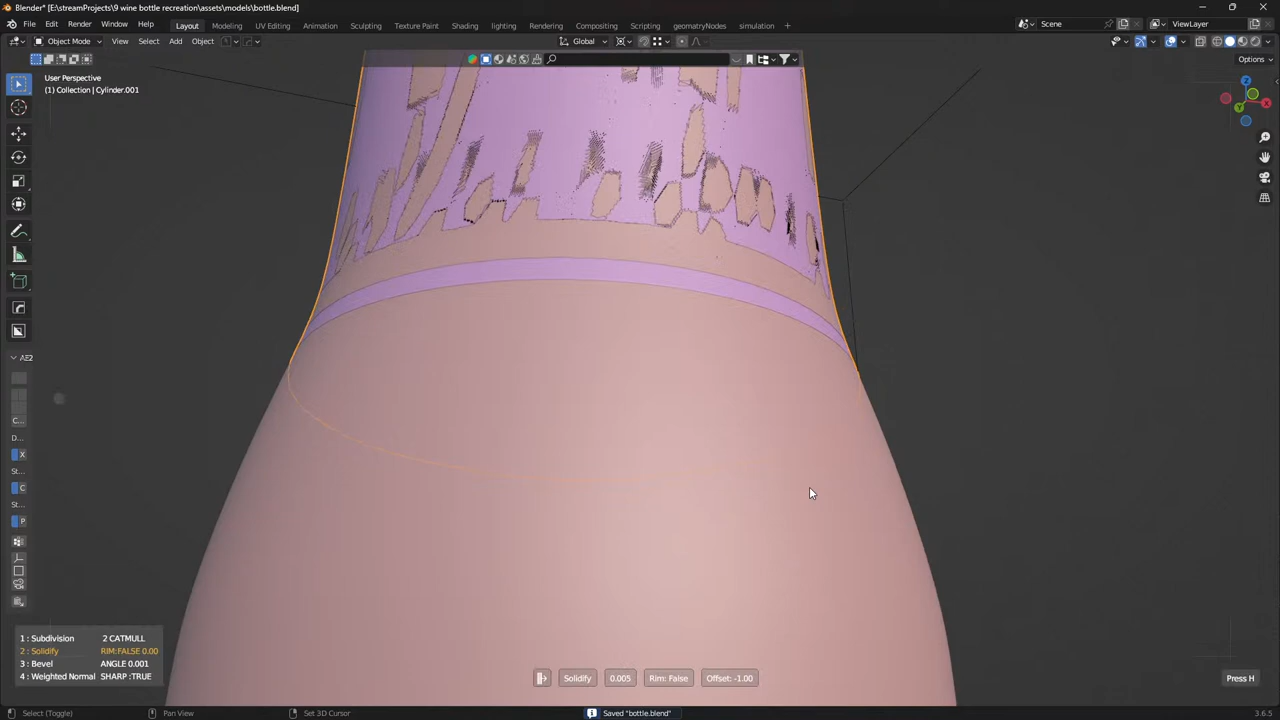 Blender* [E:\streamProjects\9 wine bottle recreation\assets\models\bottle.blend]
File Edit Render Window Help Layout Modeling UV Editing Animation Sculpting Texture Paint Shading lighting Rendering Compositing Scripting geometryNodes simulation + Scene ViewLayer
Object Mode View Select Add Object Global
Options
User Perspective
(1) Collection | Cylinder.001
Z
X
Y
AE2
C...
D...
X
St...
C
St...
P
1 : Subdivision 2 CATMULL
2 : Solidify RIM:FALSE 0.00
3 : Bevel ANGLE 0.001
4 : Weighted Normal SHARP :TRUE
Solidify 0.005 Rim: False Offset: -1.00
Press H
Select (Toggle) Pan View Set 3D Cursor Saved "bottle.blend" 3.6.5